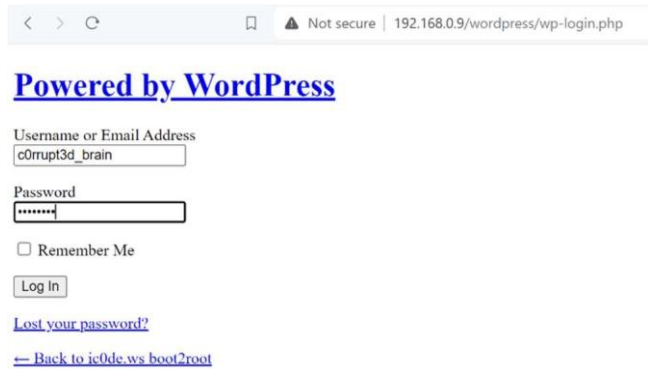 Not secure | 192.168.0.9/wordpress/wp-login.php
Powered by WordPress
Username or Email Address
c0rrupt3d_brain
Password
••••••••
Remember Me
Log In
Lost your password?
← Back to ic0de.ws boot2root